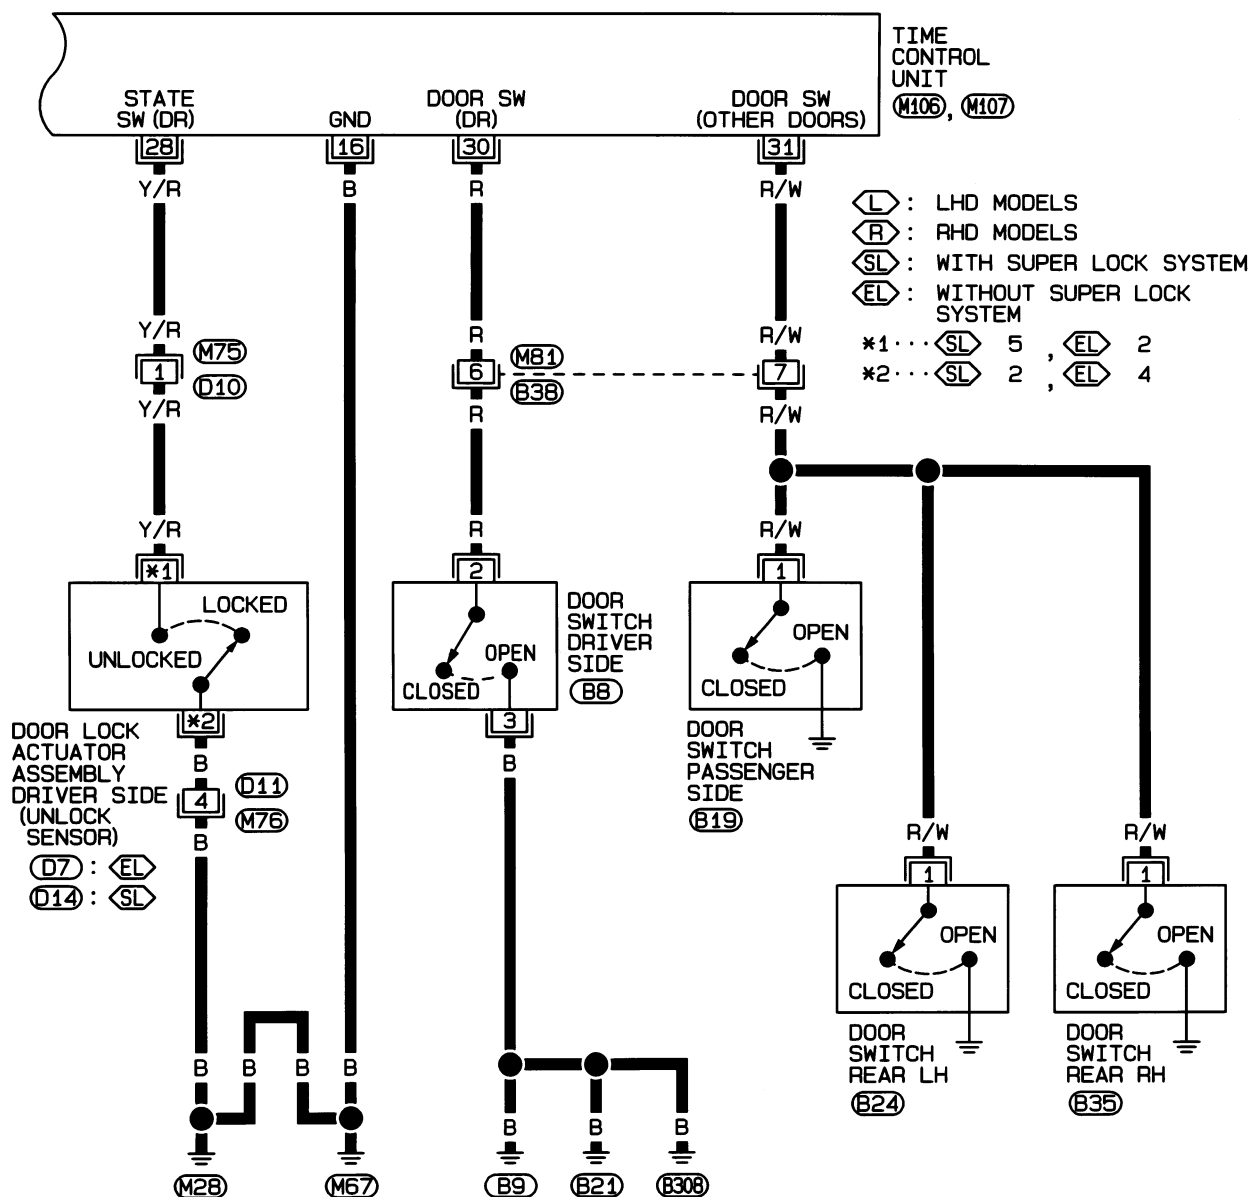 TIME
CONTROL
UNIT
M106, M107
STATE
SW (DR)
GND
DOOR SW
(DR)
DOOR SW
(OTHER DOORS)
28
16
30
31
Y/R
B
R
R/W
L : LHD MODELS
R : RHD MODELS
SL : WITH SUPER LOCK SYSTEM
EL : WITHOUT SUPER LOCK
SYSTEM
*1··· SL 5 , EL 2
*2··· SL 2 , EL 4
Y/R
R
R/W
1
M75
D10
6
M81
B38
7
Y/R
R
R/W
Y/R
R
R/W
*1
2
1
LOCKED
UNLOCKED
*2
OPEN
CLOSED
3
DOOR
SWITCH
DRIVER
SIDE
B8
OPEN
CLOSED
DOOR
SWITCH
PASSENGER
SIDE
B19
DOOR LOCK
ACTUATOR
ASSEMBLY
DRIVER SIDE
(UNLOCK
SENSOR)
D7 : EL
D14 : SL
B
4
D11
M76
B
B
R/W
R/W
1
1
OPEN
CLOSED
DOOR
SWITCH
REAR LH
B24
OPEN
CLOSED
DOOR
SWITCH
REAR RH
B35
B
B
B
B
B
B
B
M28
M67
B9
B21
B308